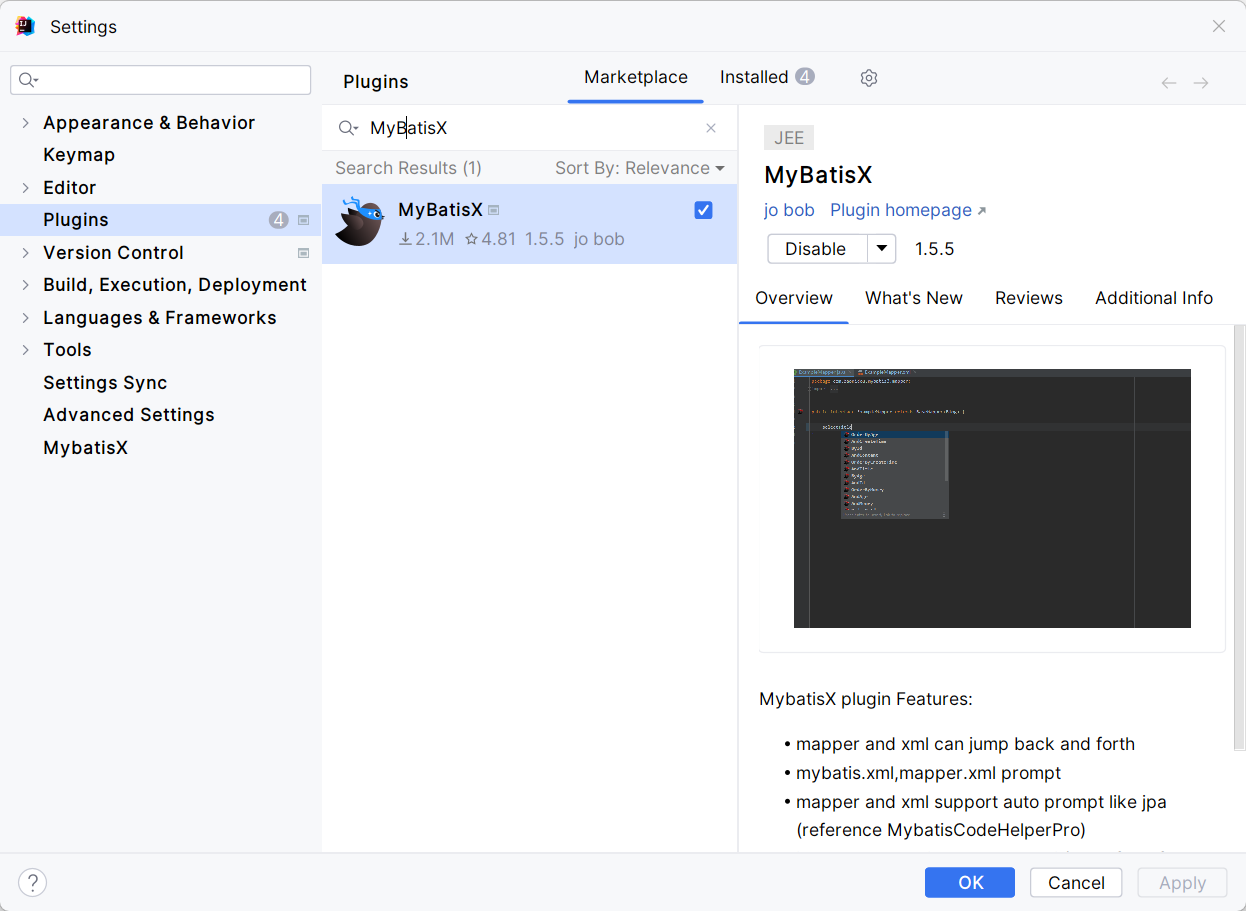 Settings
Plugins
Marketplace
Installed 4
Appearance & Behavior
Keymap
Editor
Plugins 4
Version Control
Build, Execution, Deployment
Languages & Frameworks
Tools
Settings Sync
Advanced Settings
MybatisX
MyBatisX
Search Results (1)
Sort By: Relevance
MyBatisX
2.1M 4.81 1.5.5 jo bob
JEE
MyBatisX
jo bob Plugin homepage
Disable 1.5.5
Overview What's New Reviews Additional Info
MybatisX plugin Features:
• mapper and xml can jump back and forth
• mybatis.xml,mapper.xml prompt
• mapper and xml support auto prompt like jpa
(reference MybatisCodeHelperPro)
?
OK
Cancel
Apply